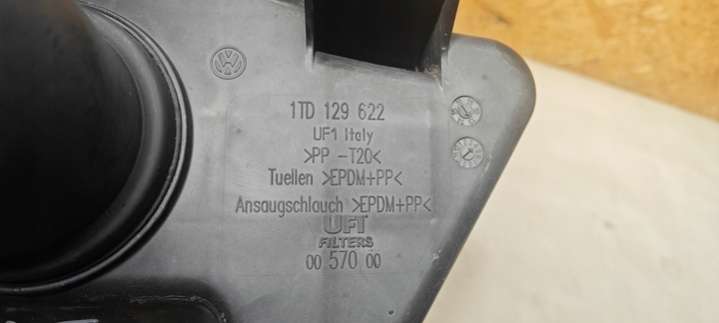 1TD 129 622
UF1 Italy
>PP -T20<
Tuellen >EPDM+PP<
Ansaugschlauch >EPDM+PP<
UFI
FILTERS
00 570 00